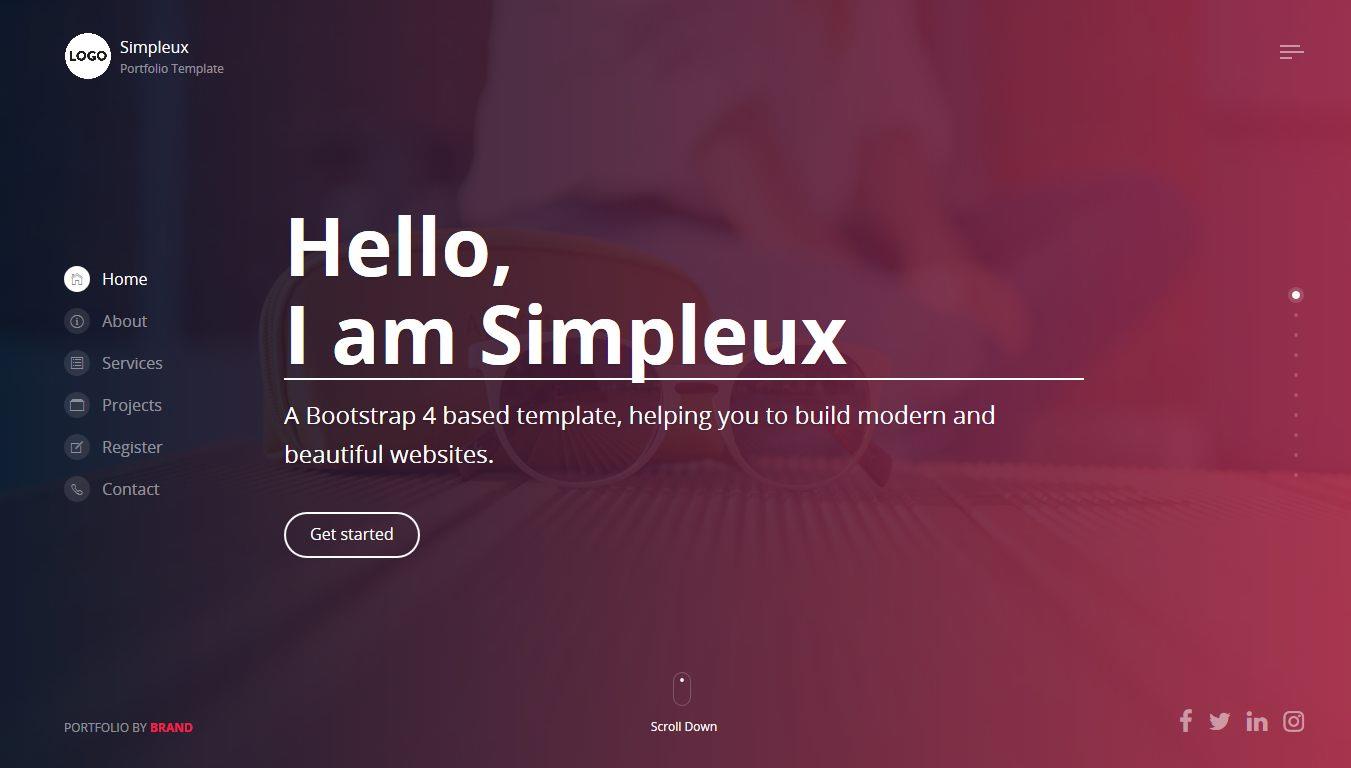 LOGO
Simpleux
Portfolio Template
Hello,
I am Simpleux
A Bootstrap 4 based template, helping you to build modern and
beautiful websites.
Get started
Home
About
Services
Projects
Register
Contact
Scroll Down
PORTFOLIO BY BRAND